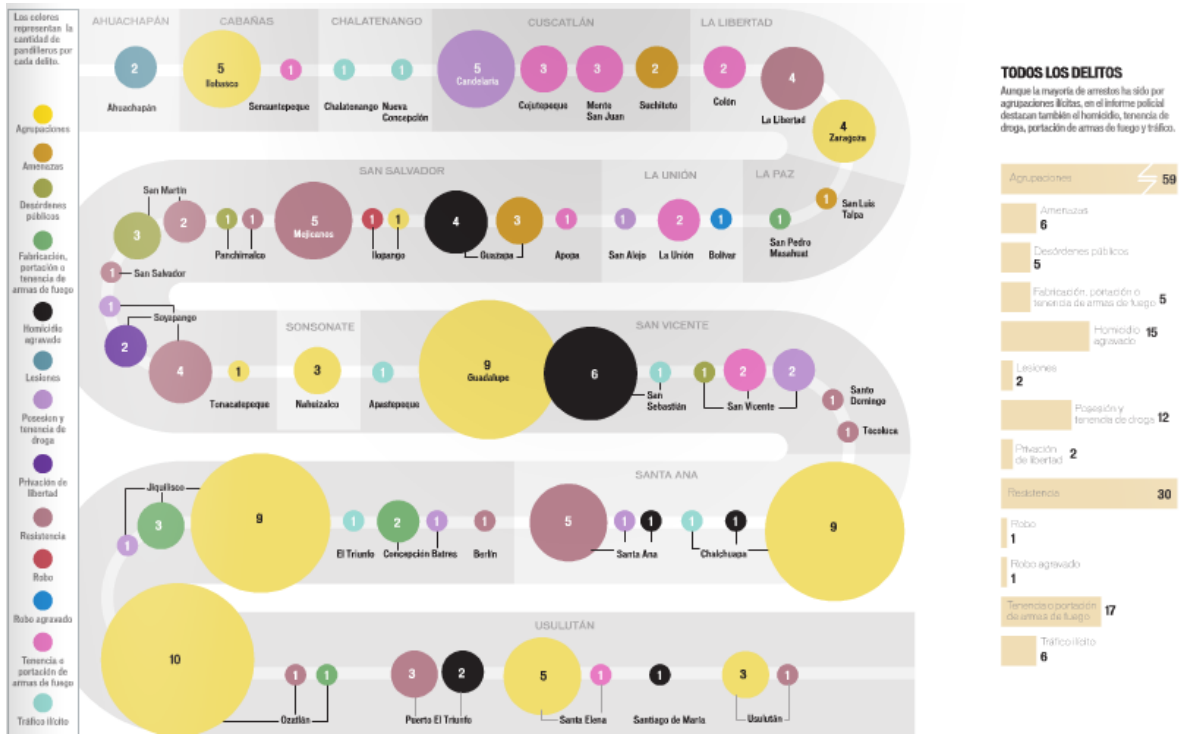 Las colores
representan la
cantidad de
pandilleros por
cada delito.
Agrupaciones
Amenazas
Desórdenes
públicos
Fabricación,
portación o
tenencia de
armas de fuego
Homicidio
agravado
Lesiones
Posesion y
tenencia de
droga
Privación de
libertad
Resistencia
Robo
Robo agravado
Tenencia o
portación de
armas de fuego
Tráfico ilícito
AHUACHAPÁN
CABAÑAS
CHALATENANGO
CUSCATLÁN
LA LIBERTAD
2
Ahuachapán
5
Ilobasco
1
Sensuntepeque
1
Chalatenango
1
Nueva
Concepción
5
Candelaria
3
Cojutepeque
3
Monte
San Juan
2
Suchitoto
2
Colón
4
La Libertad
4
Zaragoza
SAN SALVADOR
LA UNIÓN
LA PAZ
San Martín
3
2
1
1
Panchimalco
5
Mejicanos
1
1
Ilopango
4
3
Guazapa
1
Apopa
1
San Alejo
2
La Unión
1
Bolívar
1
San Pedro
Masahuat
1
San Luis
Talpa
1
San Salvador
1
Soyapango
2
4
SONSONATE
SAN VICENTE
1
Tonacatepeque
3
Nahuizalco
1
Apastepeque
9
Guadalupe
6
1
San
Sebastián
1
2
2
San Vicente
1
Santo
Domingo
1
Tecoluca
SANTA ANA
Jiquilisco
1
3
9
1
El Triunfo
2
1
Concepción Batres
1
Berlín
5
1
1
Santa Ana
1
1
Chalchuapa
9
USULUTÁN
10
1
1
Ozatlán
3
2
Puerto El Triunfo
5
1
Santa Elena
1
Santiago de María
3
1
Usulután
TODOS LOS DELITOS
Aunque la mayoría de arrestos ha sido por
agrupaciones ilícitas, en el informe policial
destacan también el homicidio, tenencia de
droga, portación de armas de fuego y tráfico.
Agrupaciones 59
Amenazas
6
Desórdenes públicos
5
Fabricación, portación o
tenencia de armas de fuego 5
Homicidio
agravado 15
Lesiones
2
Posesión y
tenencia de droga 12
Privación
de libertad 2
Resistencia 30
Robo
1
Robo agravado
1
Tenencia o portación
de armas de fuego 17
Tráfico ilícito
6